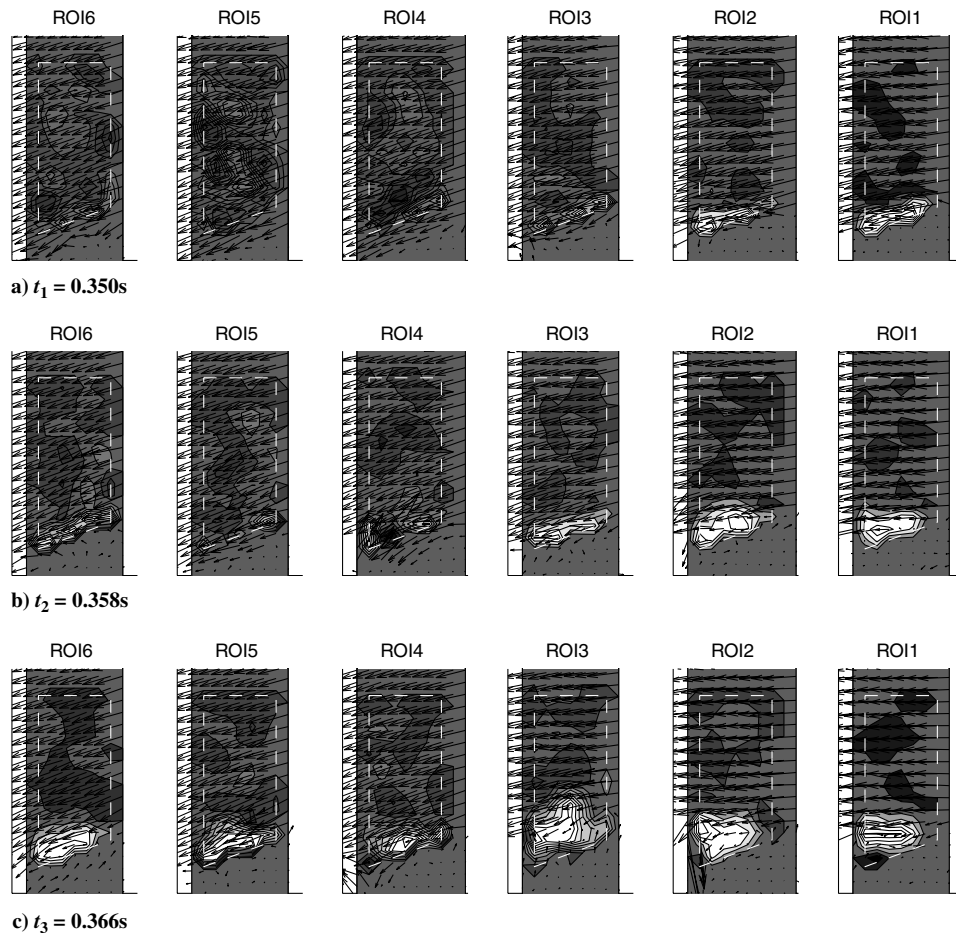 ROI6 ROI5 ROI4 ROI3 ROI2 ROI1
a) t1 = 0.350s
ROI6 ROI5 ROI4 ROI3 ROI2 ROI1
b) t2 = 0.358s
ROI6 ROI5 ROI4 ROI3 ROI2 ROI1
c) t3 = 0.366s